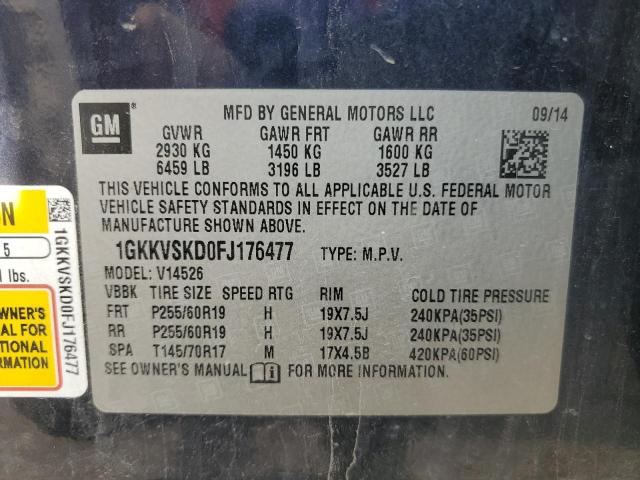 GM ® MFD BY GENERAL MOTORS LLC 09/14
GVWR GAWR FRT GAWR RR
2930 KG 1450 KG 1600 KG
6459 LB 3196 LB 3527 LB
THIS VEHICLE CONFORMS TO ALL APPLICABLE U.S. FEDERAL MOTOR
VEHICLE SAFETY STANDARDS IN EFFECT ON THE DATE OF
MANUFACTURE SHOWN ABOVE.
1GKKVSKD0FJ176477 TYPE: M.P.V.
MODEL: V14526
VBBK TIRE SIZE SPEED RTG RIM COLD TIRE PRESSURE
FRT P255/60R19 H 19X7.5J 240KPA(35PSI)
RR P255/60R19 H 19X7.5J 240KPA(35PSI)
SPA T145/70R17 M 17X4.5B 420KPA(60PSI)
SEE OWNER'S MANUAL FOR MORE INFORMATION.
5
lbs.
OWNER'S
MANUAL FOR
1GKKVSKD0FJ176477